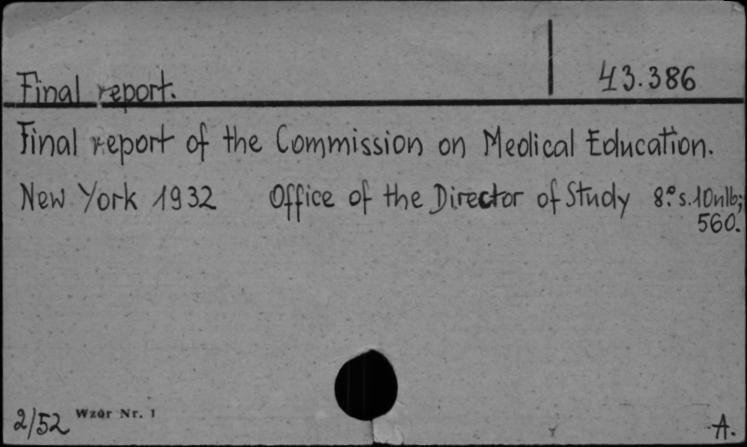 Final report.
43.386
Final report of the Commission on Medical Education.
New York 1932 Office of the Director of Study 8:° s.10nlb;
560.
2/52 Wzór Nr. 1
A.